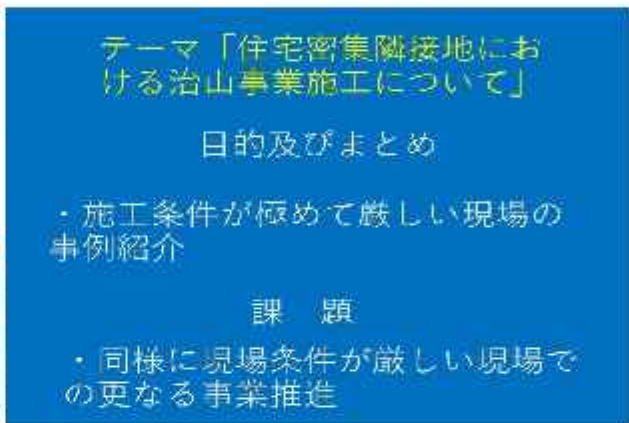 テーマ「住宅密集隣接地にお
ける治山事業施工について」
目的及びまとめ
・施工条件が極めて厳しい現場の
事例紹介
課　題
・同様に現場条件が厳しい現場で
の更なる事業推進